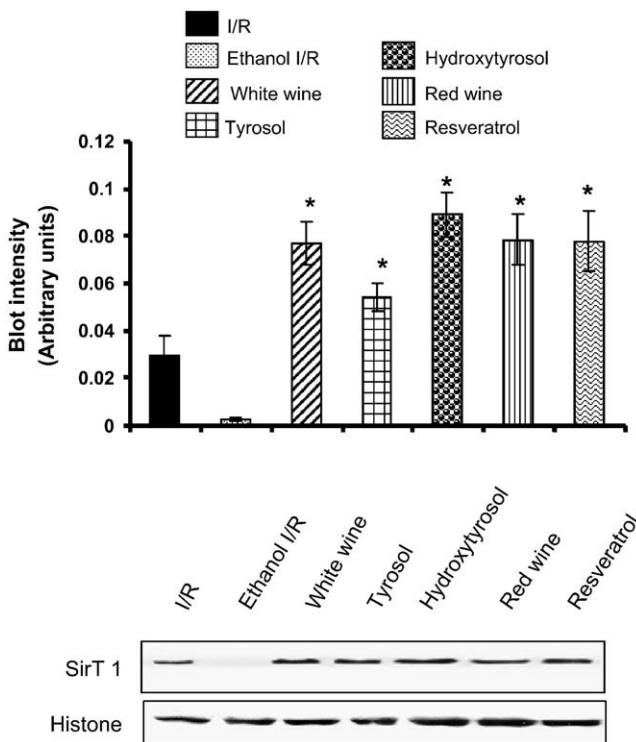 I/R
Ethanol I/R
Hydroxytyrosol
White wine
Red wine
Tyrosol
Resveratrol
Blot intensity
(Arbitrary units)
0.12
0.1
0.08
0.06
0.04
0.02
0
*
*
*
*
*
I/R
Ethanol I/R
White wine
Tyrosol
Hydroxytyrosol
Red wine
Resveratrol
SirT 1
Histone